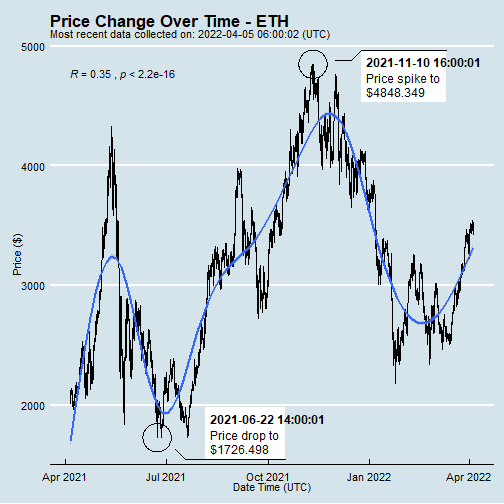 Price Change Over Time - ETH
Most recent data collected on: 2022-04-05 06:00:02 (UTC)
R = 0.35 , p < 2.2e-16
2021-11-10 16:00:01
Price spike to
$4848.349
5000
4000
3000
2000
Price ($)
2021-06-22 14:00:01
Price drop to
$1726.498
Apr 2021
Jul 2021
Oct 2021
Jan 2022
Apr 2022
Date Time (UTC)